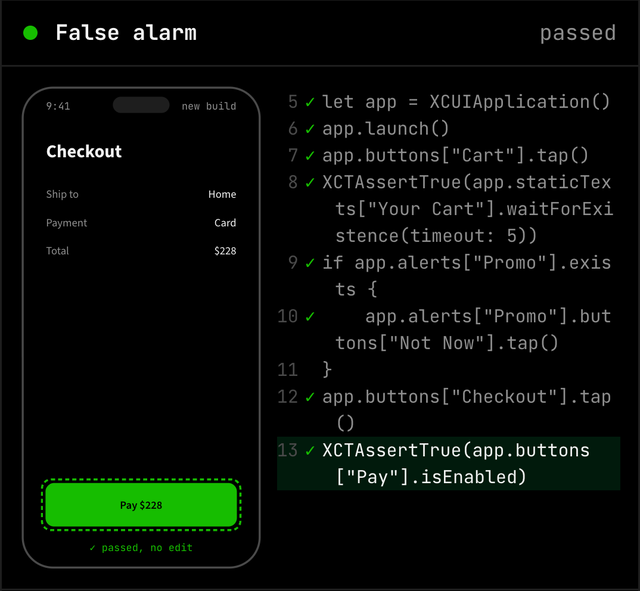 False alarm passed
9:41 new build
Checkout
Ship to Home
Payment Card
Total $228
Pay $228
✓ passed, no edit
5 ✓ let app = XCUIApplication()
6 ✓ app.launch()
7 ✓ app.buttons["Cart"].tap()
8 ✓ XCTAssertTrue(app.staticTex
ts["Your Cart"].waitForExi
stence(timeout: 5))
9 ✓ if app.alerts["Promo"].exis
ts {
10 ✓ app.alerts["Promo"].but
tons["Not Now"].tap()
11 }
12 ✓ app.buttons["Checkout"].tap
()
13 ✓ XCTAssertTrue(app.buttons
["Pay"].isEnabled)